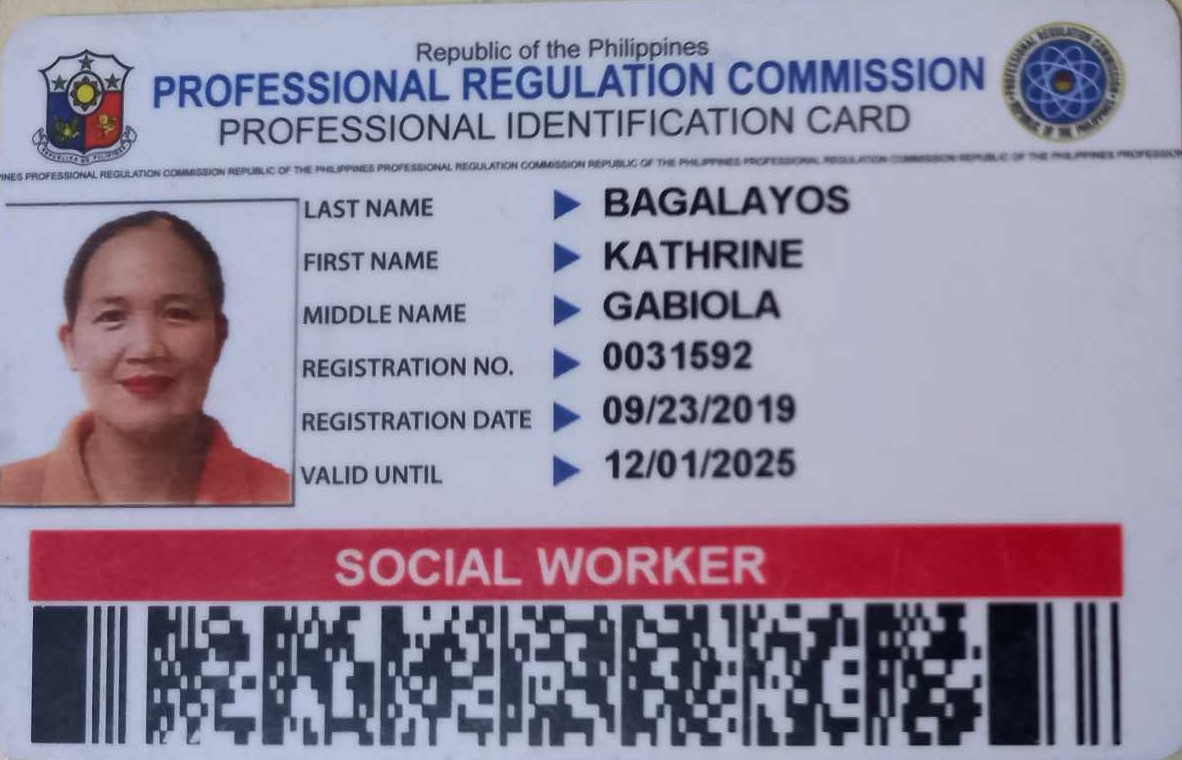 Republic of the Philippines
PROFESSIONAL REGULATION COMMISSION
PROFESSIONAL IDENTIFICATION CARD
INES PROFESSIONAL REGULATION COMMISSION REPUBLIC OF THE PHILIPPINES PROFESSIONAL REGULATION COMMISSION REPUBLIC OF THE PHILIPPINES PROFESSIONAL REGULATION COMMISSION REPUBLIC OF THE PHILIPPINES PROFESSION
LAST NAME BAGALAYOS
FIRST NAME KATHRINE
MIDDLE NAME GABIOLA
REGISTRATION NO. 0031592
REGISTRATION DATE 09/23/2019
VALID UNTIL 12/01/2025
SOCIAL WORKER